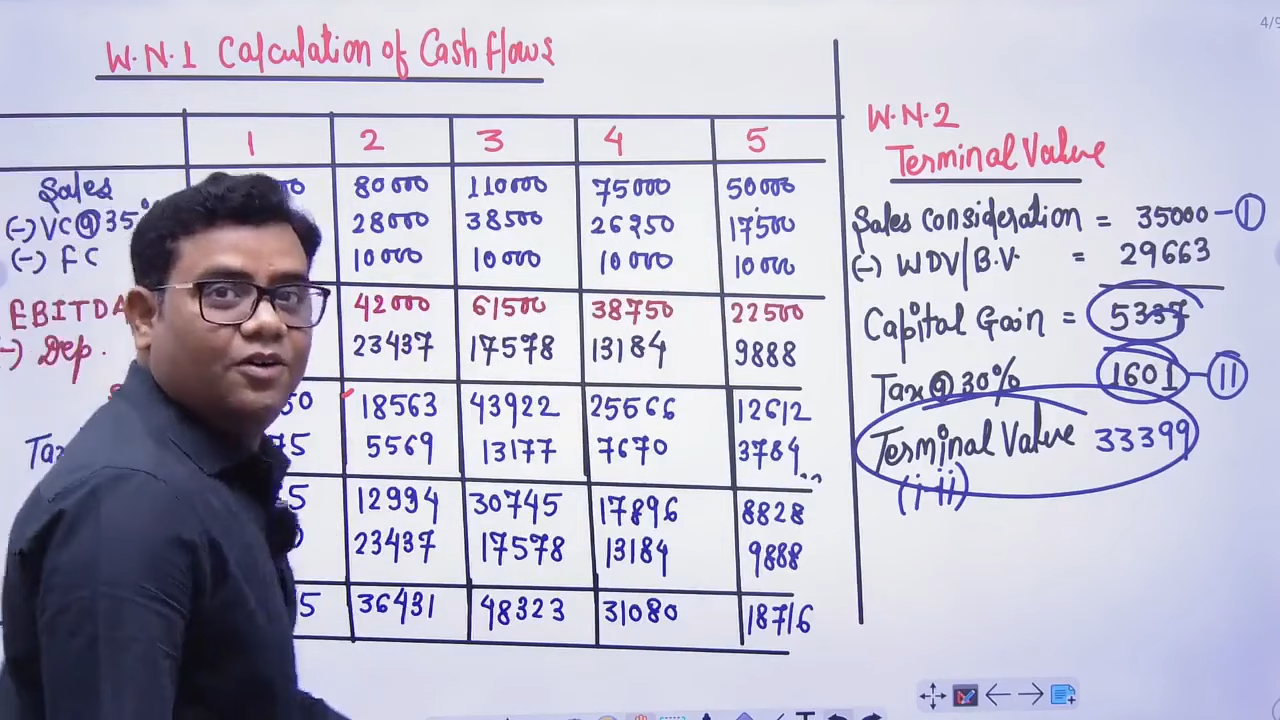 4/9
W.N.1 Calculation of Cash flows
1 2 3 4 5
Sales 80000 110000 75000 50000
(-) VC@35% 28000 38500 26250 17500
(-) FC 10000 10000 10000 10000
EBITDA 42000 61500 38750 22500
(-) Dep. 23437 17578 13184 9888
50 18563 43922 25566 12612
Tax 75 5569 13177 7670 3784
5 12994 30745 17896 8828
23437 17578 13184 9888
5 36431 48323 31080 18716
W.N.2
Terminal Value
Sales Consideration = 35000 - I
(-) WDV/B.V. = 29663
Capital Gain = 5337
Tax @ 30% 1601 - II
Terminal Value 33399
(i-ii)